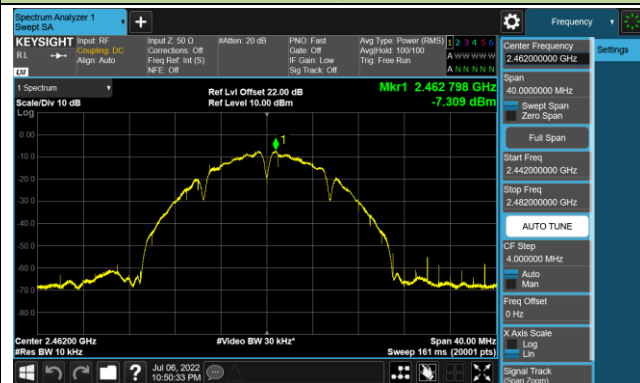 Spectrum Analyzer 1
Swept SA
Frequency
KEYSIGHT
RL
LXI
Input: RF
Coupling: DC
Align: Auto
Input Z: 50 Ω
Corrections: Off
Freq Ref: Int (S)
NFE: Off
#Atten: 20 dB
PNO: Fast
Gate: Off
IF Gain: Low
Sig Track: Off
Avg Type: Power (RMS)
Avg|Hold: 100/100
Trig: Free Run
1 2 3 4 5 6
A W W W W W
A N N N N N
1 Spectrum
Scale/Div 10 dB
Log
Ref Lvl Offset 22.00 dB
Ref Level 10.00 dBm
Mkr1 2.462 798 GHz
-7.309 dBm
1
0.00
-10.0
-20.0
-30.0
-40.0
-50.0
-60.0
-70.0
-80.0
Center 2.46200 GHz
#Res BW 10 kHz
#Video BW 30 kHz*
Span 40.00 MHz
Sweep 161 ms (20001 pts)
Jul 06, 2022
10:50:33 PM
Center Frequency
2.462000000 GHz
Settings
Span
40.0000000 MHz
Swept Span
Zero Span
Full Span
Start Freq
2.442000000 GHz
Stop Freq
2.482000000 GHz
AUTO TUNE
CF Step
4.000000 MHz
Auto
Man
Freq Offset
0 Hz
X Axis Scale
Log
Lin
Signal Track
(Span Zoom)